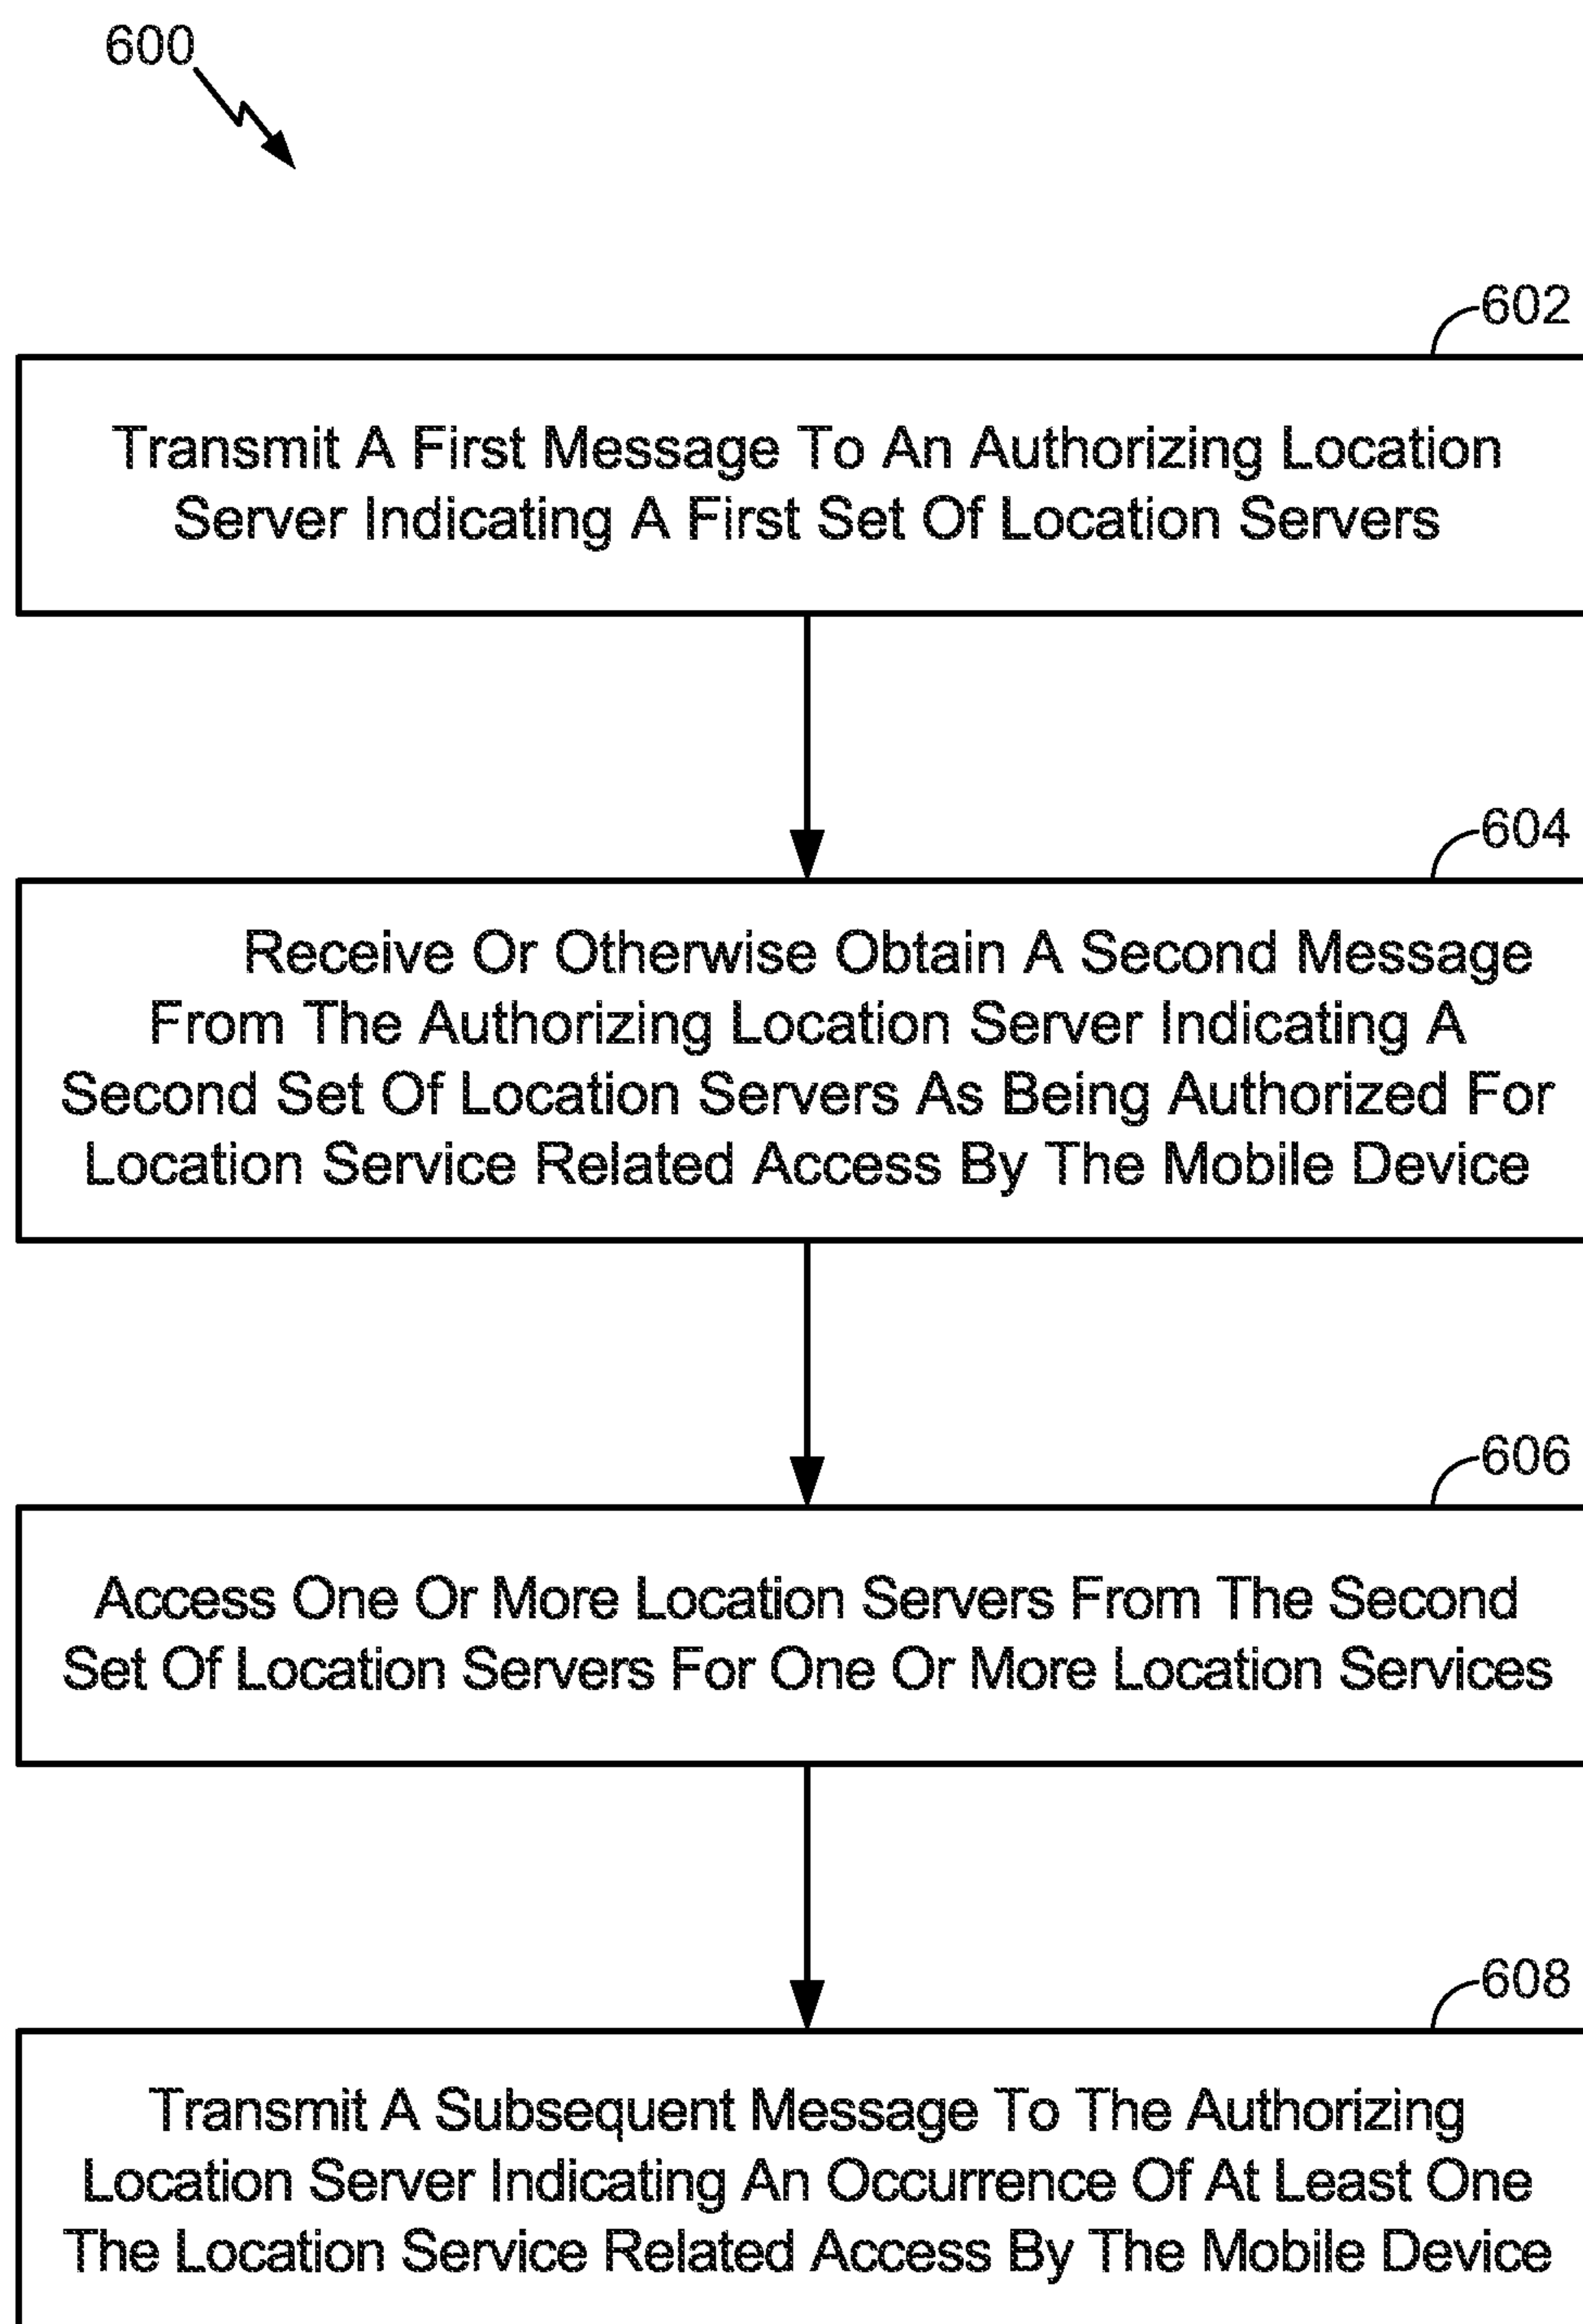 600
602
Transmit A First Message To An Authorizing Location
Server Indicating A First Set Of Location Servers
604
Receive Or Otherwise Obtain A Second Message
From The Authorizing Location Server Indicating A
Second Set Of Location Servers As Being Authorized For
Location Service Related Access By The Mobile Device
606
Access One Or More Location Servers From The Second
Set Of Location Servers For One Or More Location Services
608
Transmit A Subsequent Message To The Authorizing
Location Server Indicating An Occurrence Of At Least One
The Location Service Related Access By The Mobile Device